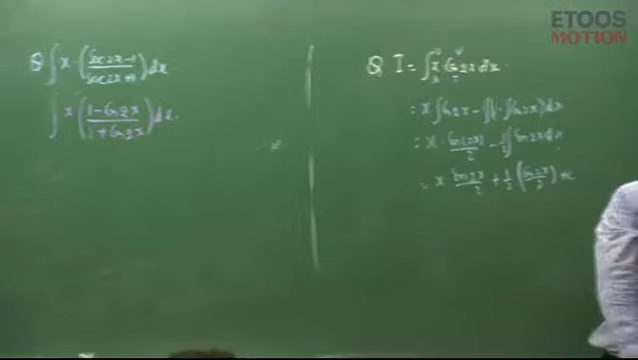 ETOOS
MOTION
Q ∫ x · (sec 2x − 1 / sec 2x + 1) dx
∫ x (1 − cos 2x / 1 + cos 2x) dx
Q I = ∫ x cos 2x dx
= x ∫ cos 2x − ∫ (1 · ∫ cos 2x) dx
= x · sin(2x) / 2 − 1/2 ∫ sin 2x dx
= x · sin 2x / 2 + 1/2 (cos 2x / 2) + c